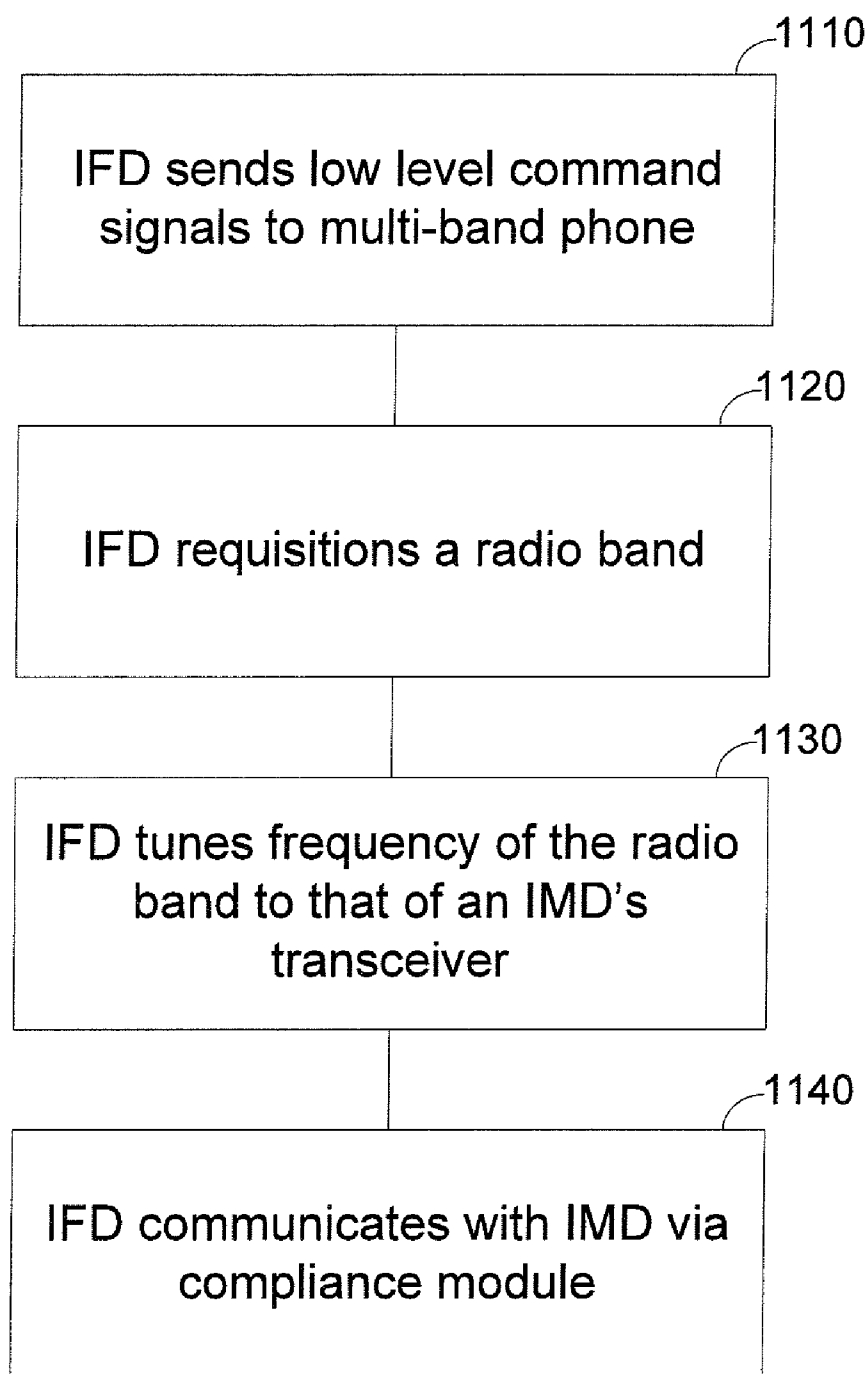 1110
IFD sends low level command
signals to multi-band phone
1120
IFD requisitions a radio band
1130
IFD tunes frequency of the radio
band to that of an IMD's
transceiver
1140
IFD communicates with IMD via
compliance module